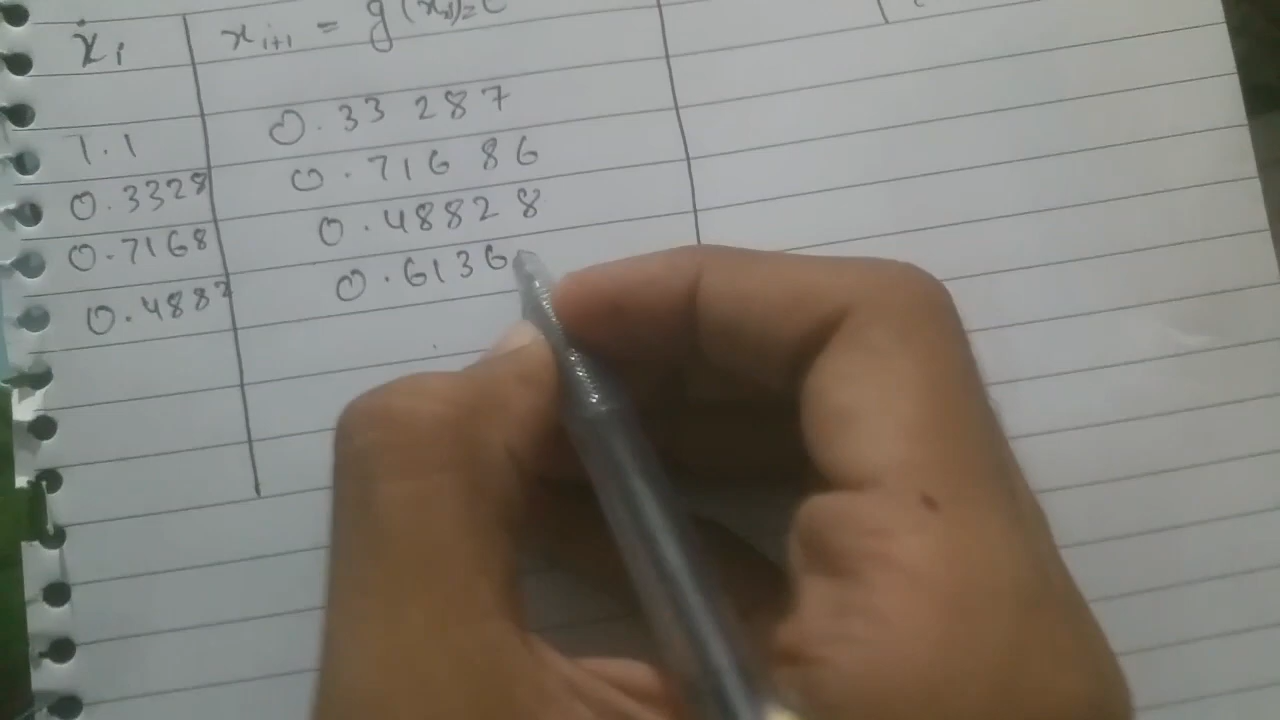 xi xi+1 = g(xi)=
1.1 0.33287
0.3328 0.71686
0.7168 0.48828
0.4882 0.6136